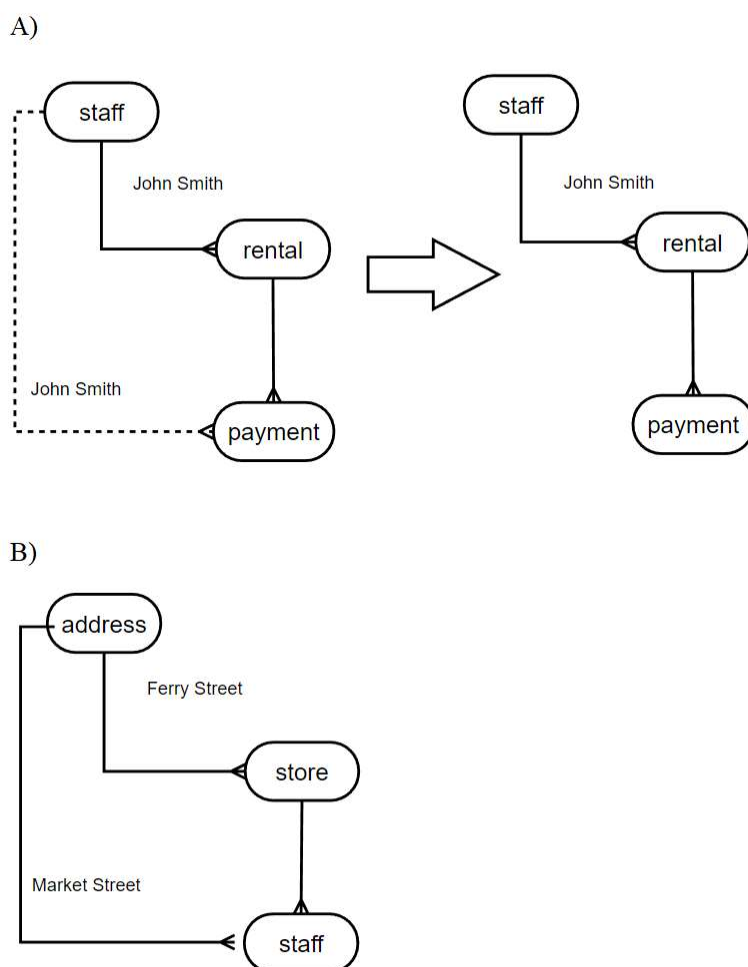 A)
staff
staff
John Smith
John Smith
rental
rental
John Smith
payment
payment
B)
address
Ferry Street
store
Market Street
staff